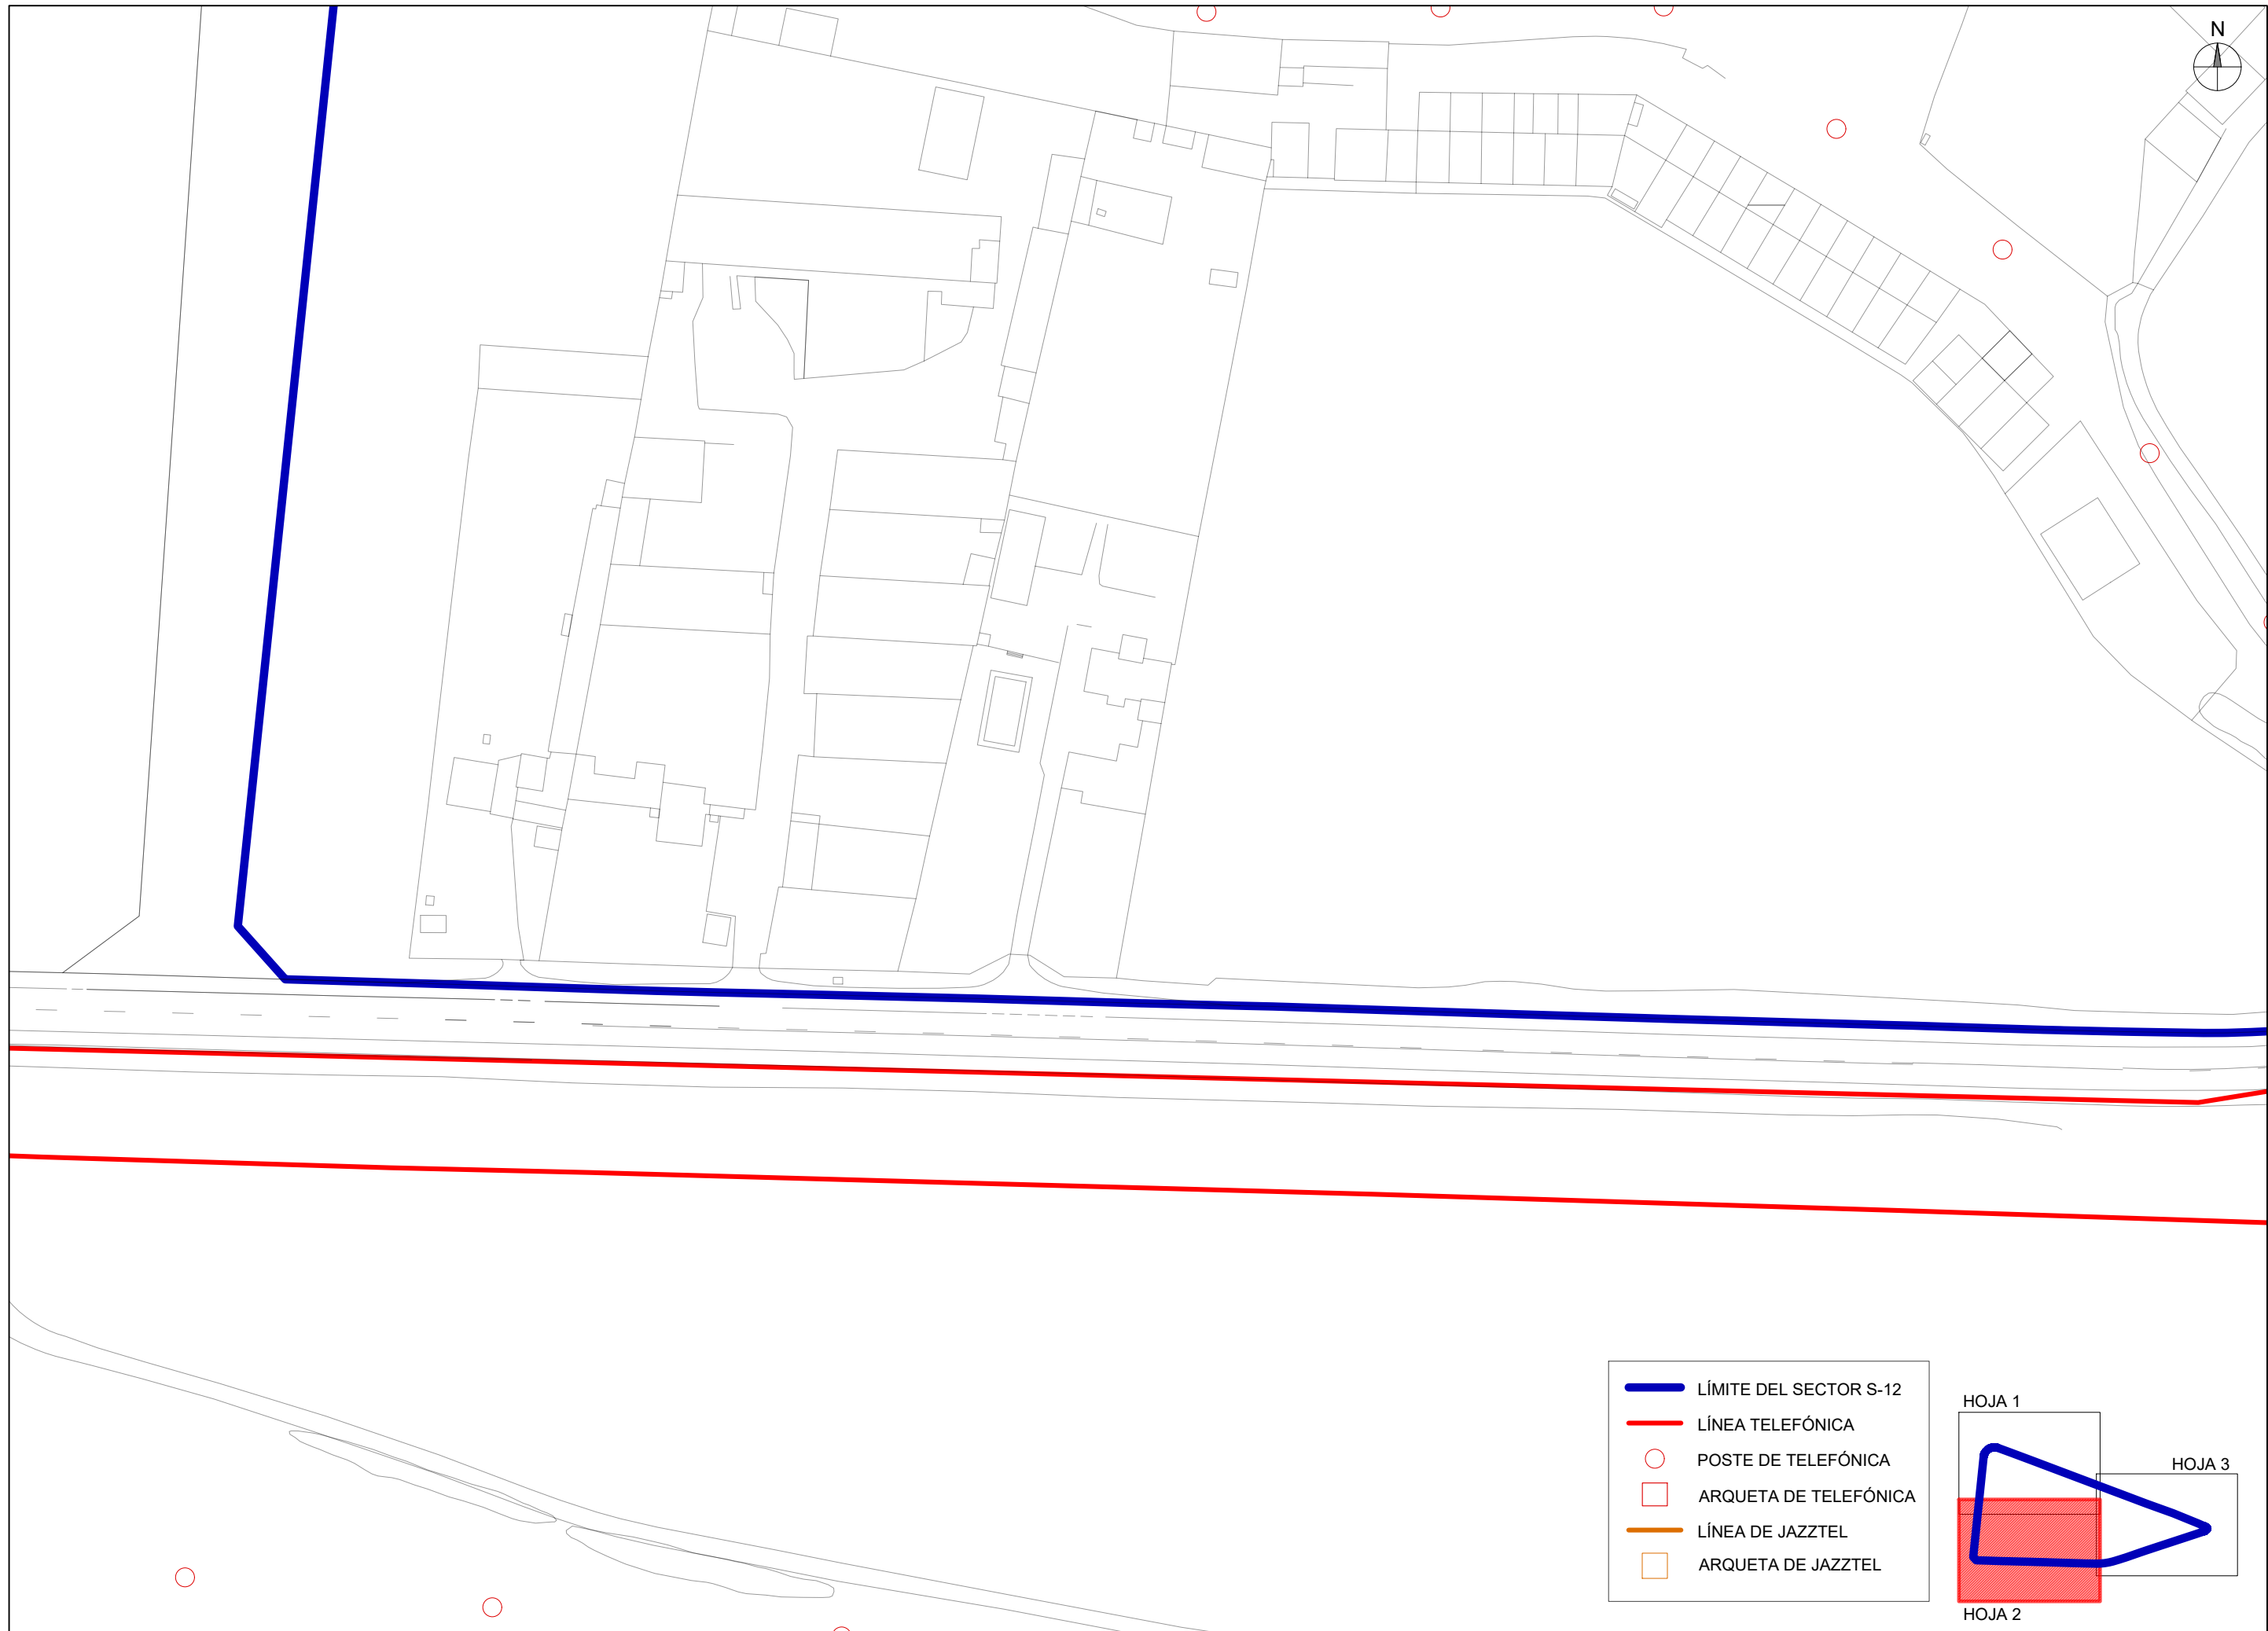 N
LÍMITE DEL SECTOR S-12
LÍNEA TELEFÓNICA
POSTE DE TELEFÓNICA
ARQUETA DE TELEFÓNICA
LÍNEA DE JAZZTEL
ARQUETA DE JAZZTEL
HOJA 1
HOJA 3
HOJA 2